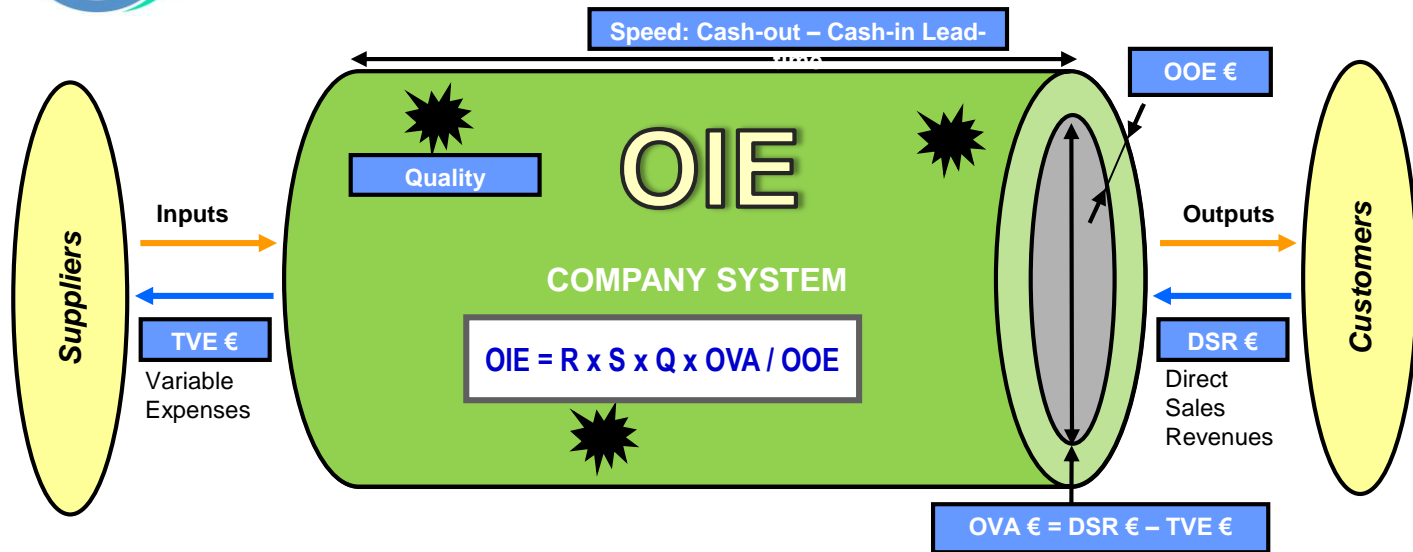 Speed: Cash-out – Cash-in Lead-
time
OOE €
Quality
OIE
Inputs
Outputs
Suppliers
COMPANY SYSTEM
Customers
TVE €
DSR €
OIE = R x S x Q x OVA / OOE
Variable
Expenses
Direct
Sales
Revenues
OVA € = DSR € – TVE €